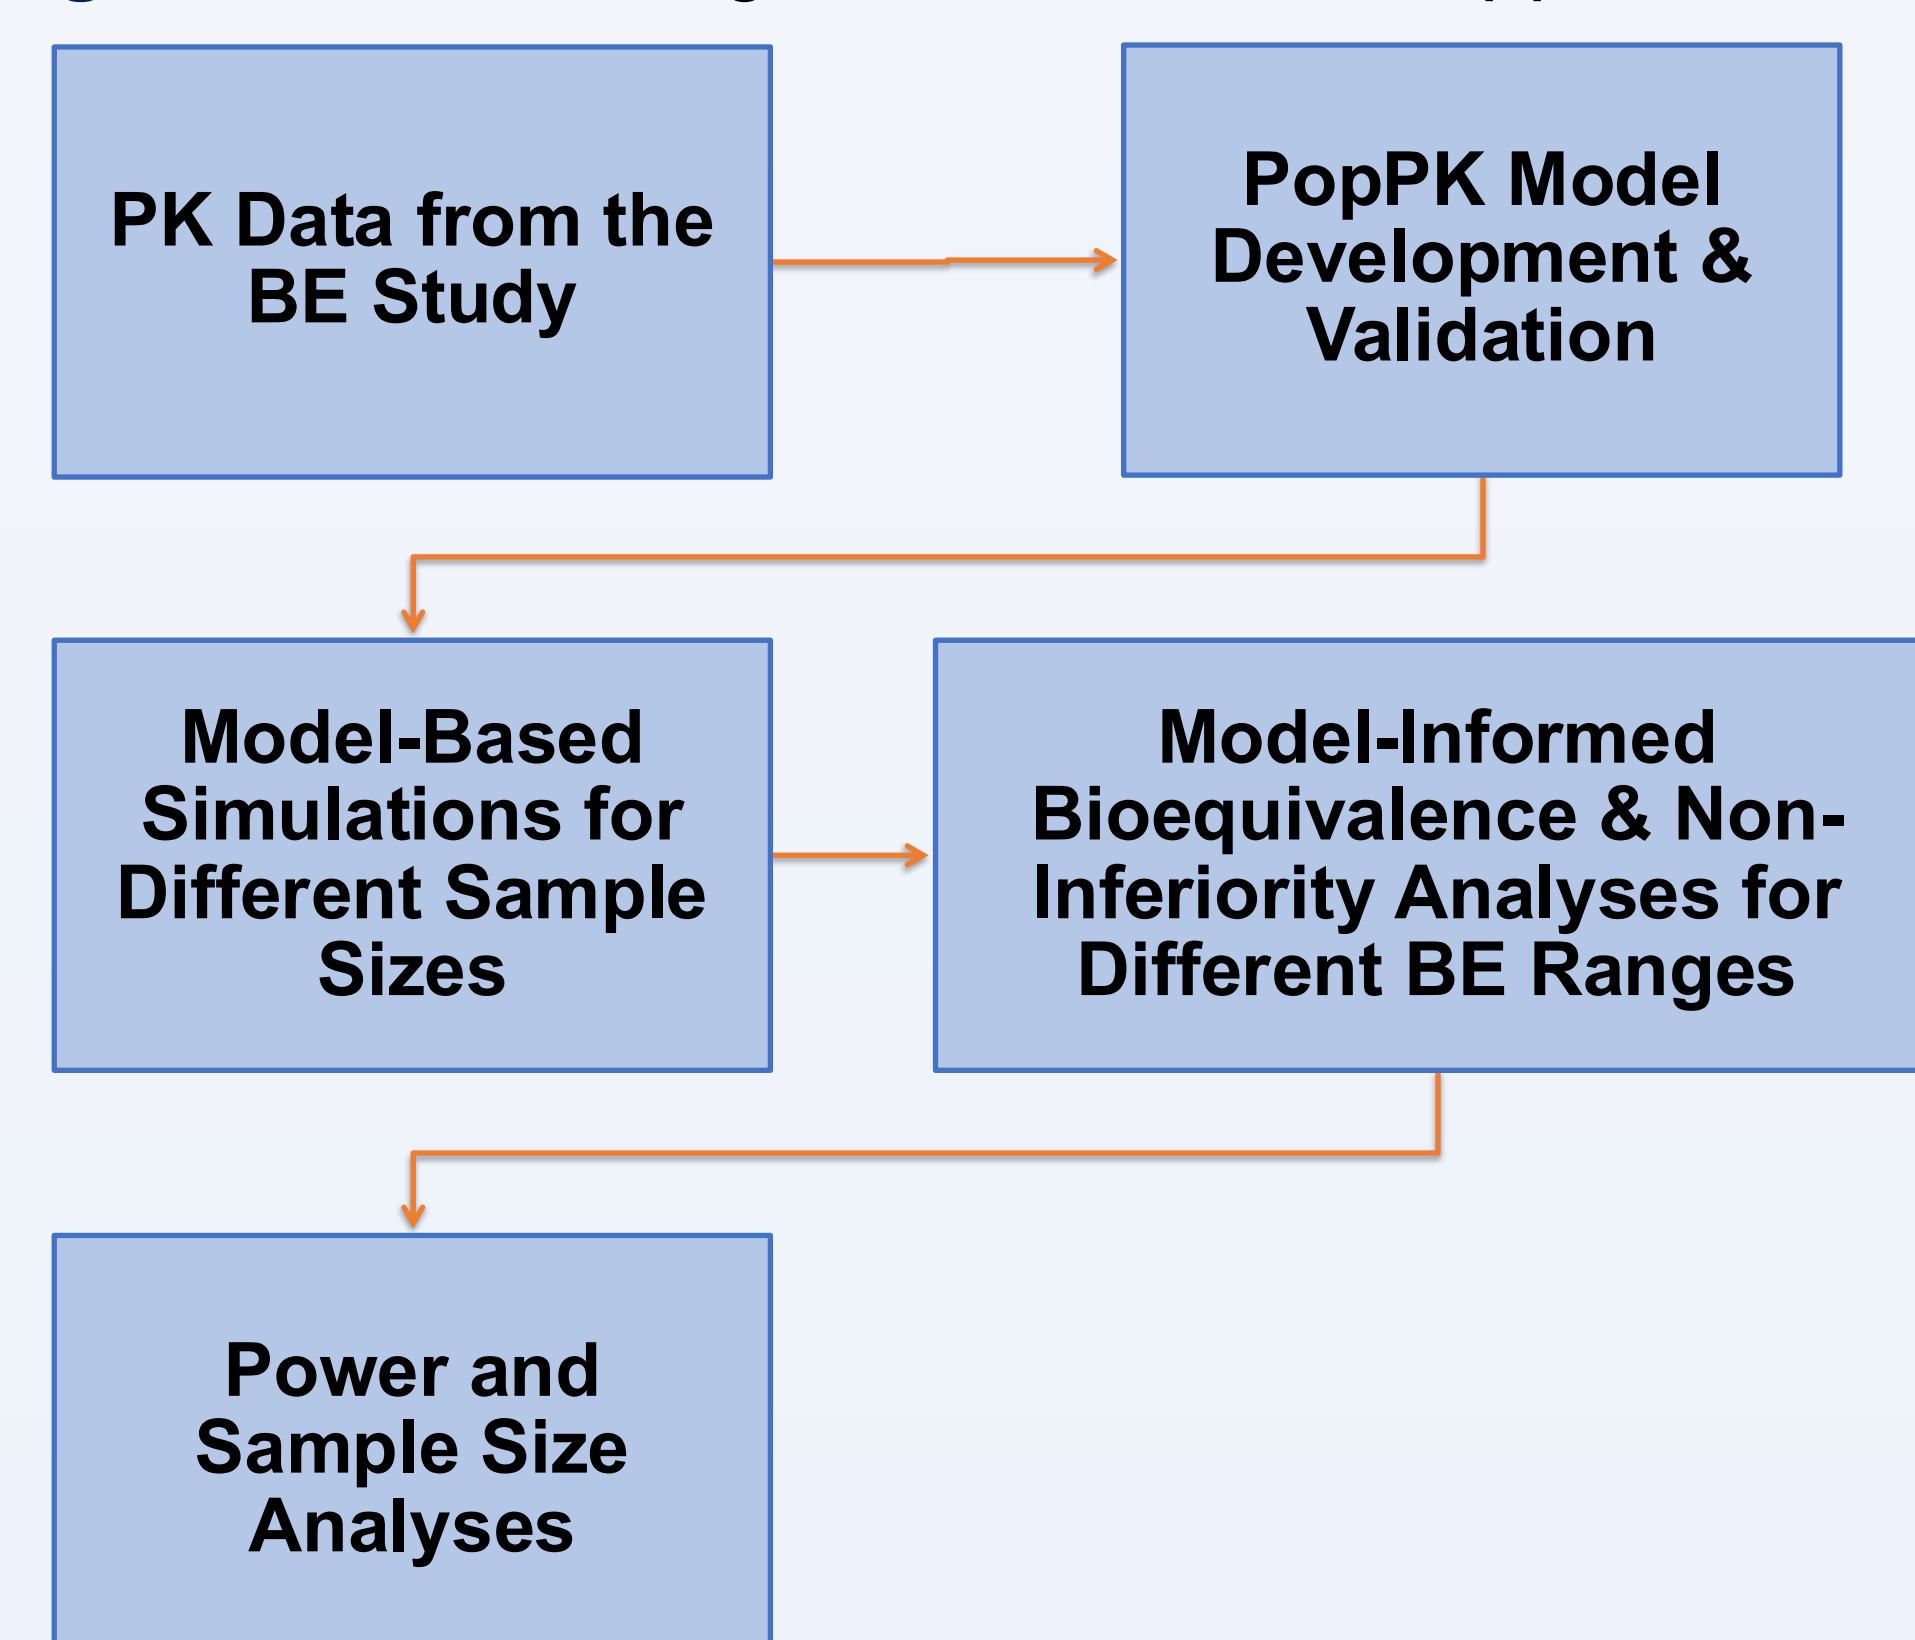 PK Data from the
BE Study
PopPK Model
Development &
Validation
Model-Based
Simulations for
Different Sample
Sizes
Model-Informed
Bioequivalence & Non-
Inferiority Analyses for
Different BE Ranges
Power and
Sample Size
Analyses